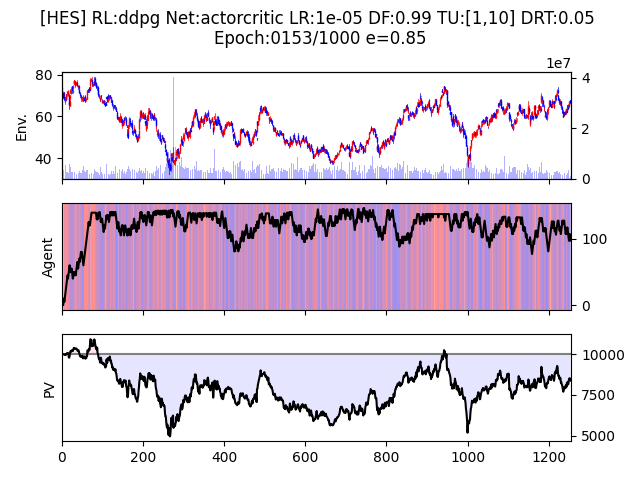 [HES] RL:ddpg Net:actorcritic LR:1e-05 DF:0.99 TU:[1,10] DRT:0.05
Epoch:0153/1000 e=0.85
1e7
80
60
40
Env.
4
2
0
Agent
100
0
PV
10000
7500
5000
0 200 400 600 800 1000 1200